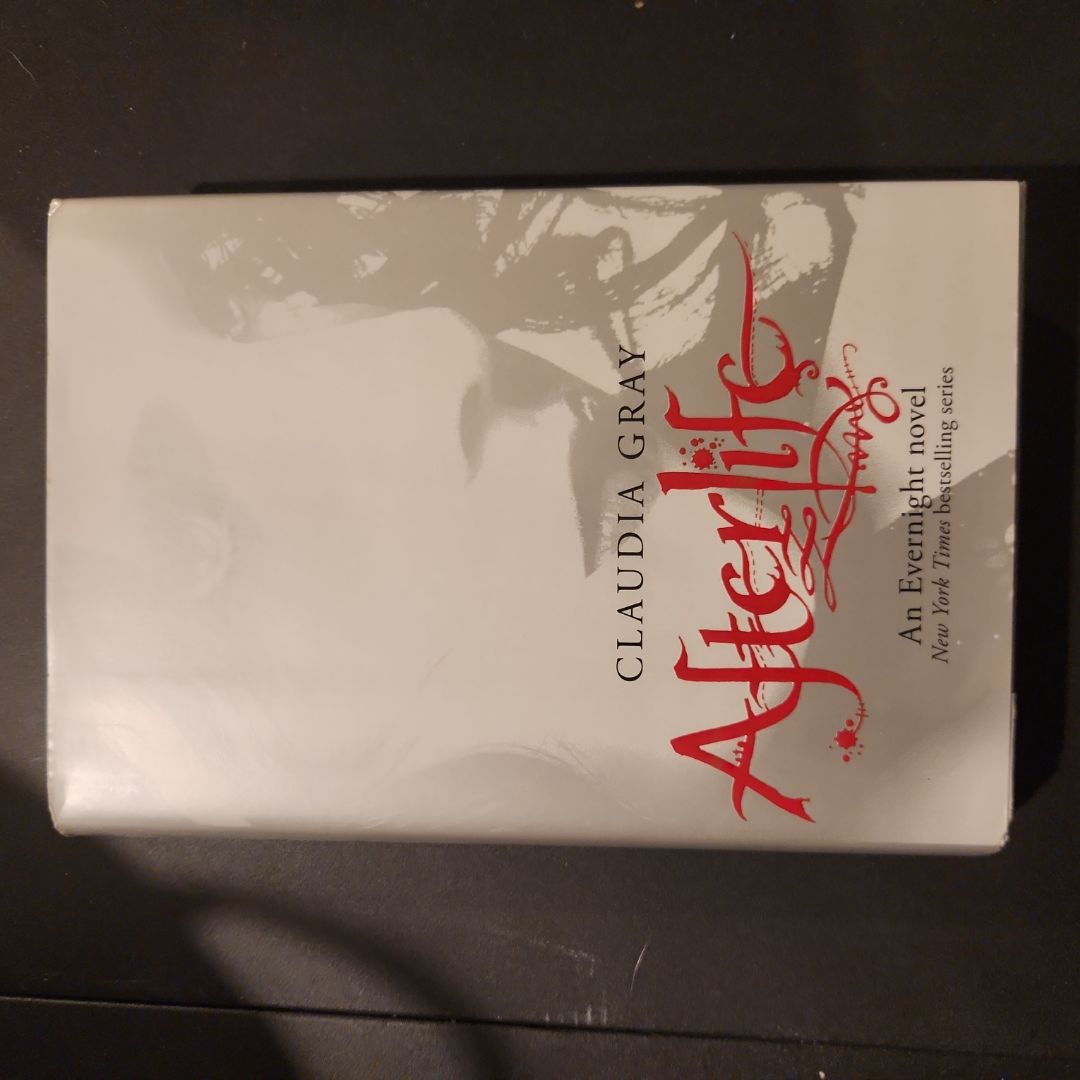 CLAUDIA GRAY
Afterlife
An Evernight novel
New York Times bestselling series